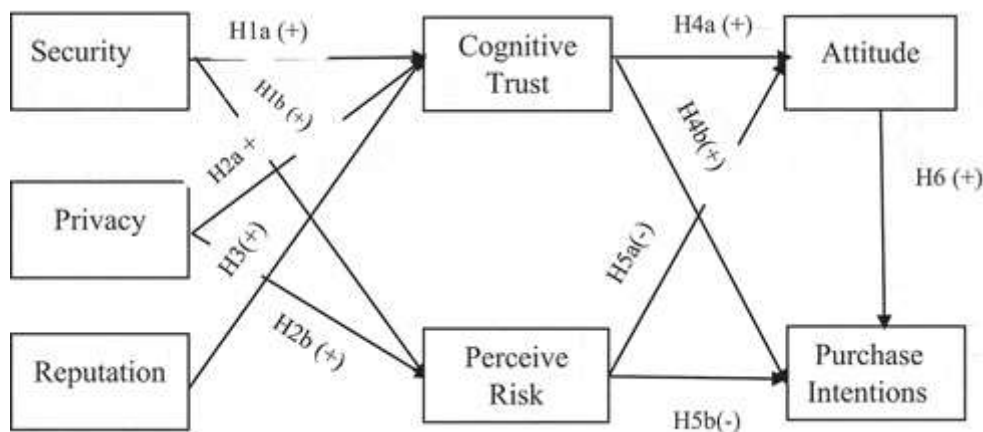 Security
H1a (+)
Cognitive
Trust
H4a (+)
Attitude
H1b (+)
H2a +
H4b(+)
Privacy
H6 (+)
H3(+)
H5a(-)
H2b (+)
Reputation
Perceive
Risk
Purchase
Intentions
H5b(-)